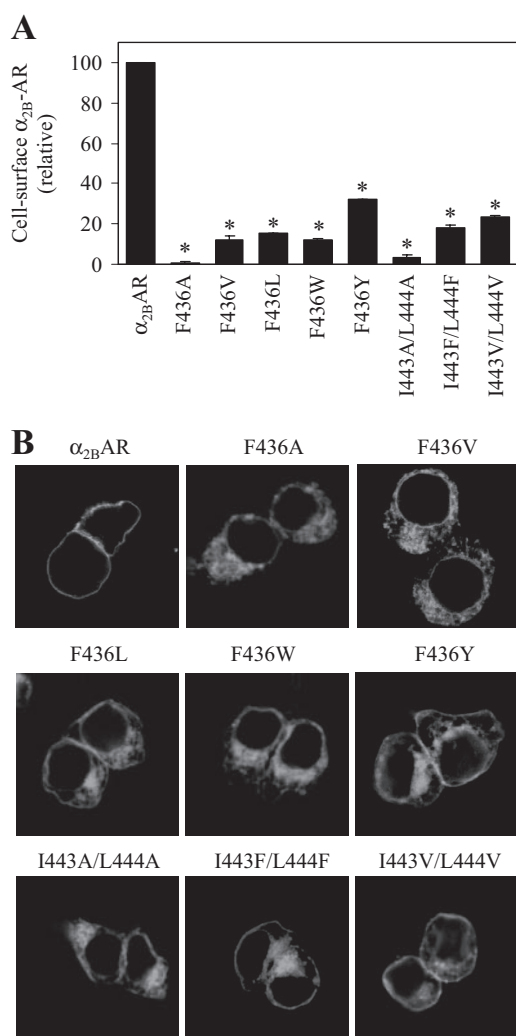 A
Cell-surface α2B-AR
(relative)
100
80
60
40
20
0
* * * * * * * *
α2BAR
F436A
F436V
F436L
F436W
F436Y
I443A/L444A
I443F/L444F
I443V/L444V
B
α2BAR F436A F436V
F436L F436W F436Y
I443A/L444A I443F/L444F I443V/L444V